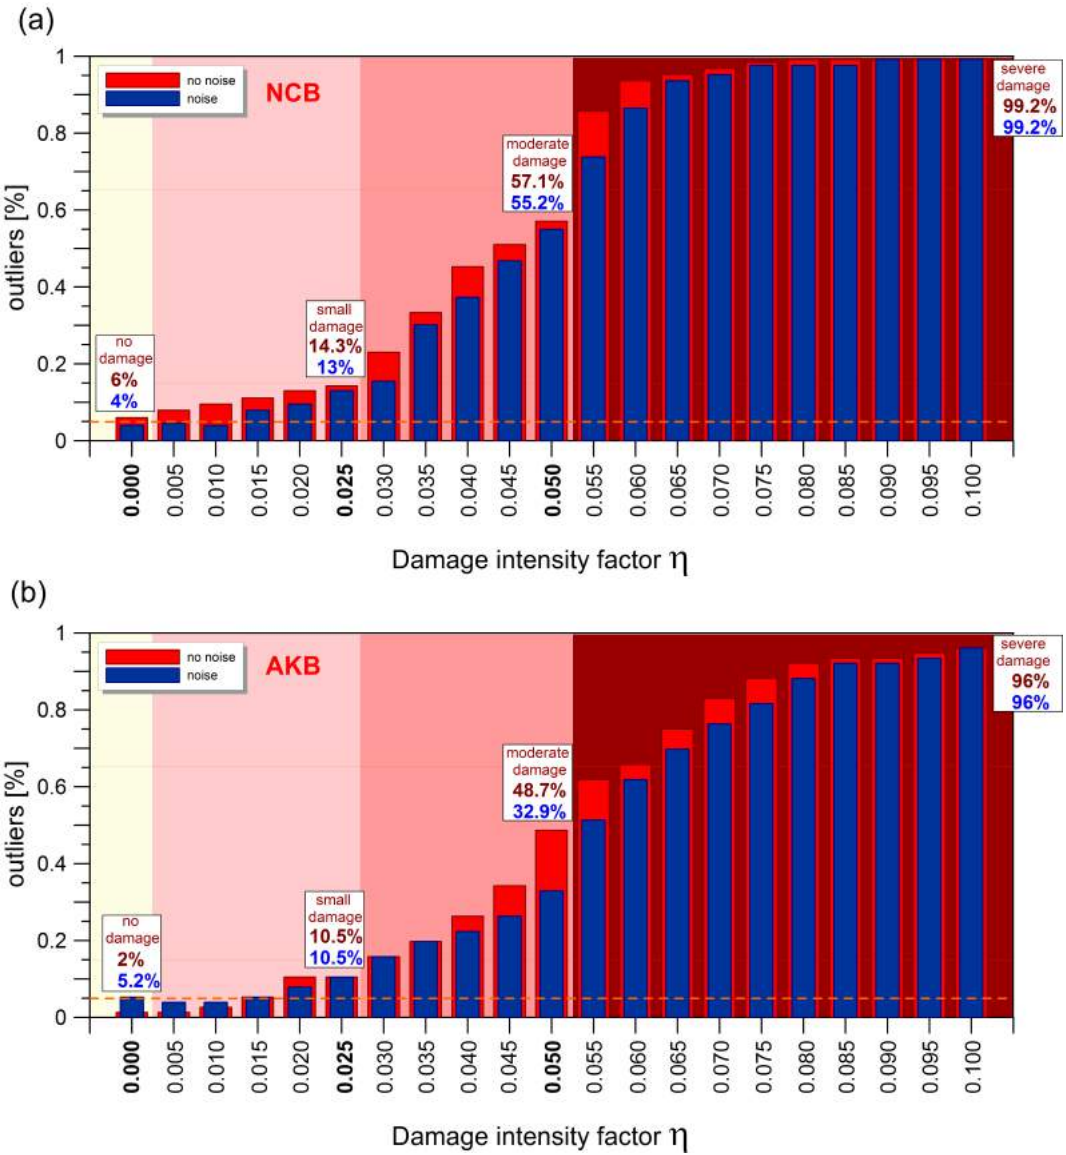 (a)
1
0.8
0.6
0.4
0.2
0
outliers [%]
no noise
noise
NCB
no
damage
6%
4%
small
damage
14.3%
13%
moderate
damage
57.1%
55.2%
severe
damage
99.2%
99.2%
0.000 0.005 0.010 0.015 0.020 0.025 0.030 0.035 0.040 0.045 0.050 0.055 0.060 0.065 0.070 0.075 0.080 0.085 0.090 0.095 0.100
Damage intensity factor η
(b)
1
0.8
0.6
0.4
0.2
0
outliers [%]
no noise
noise
AKB
no
damage
2%
5.2%
small
damage
10.5%
10.5%
moderate
damage
48.7%
32.9%
severe
damage
96%
96%
0.000 0.005 0.010 0.015 0.020 0.025 0.030 0.035 0.040 0.045 0.050 0.055 0.060 0.065 0.070 0.075 0.080 0.085 0.090 0.095 0.100
Damage intensity factor η